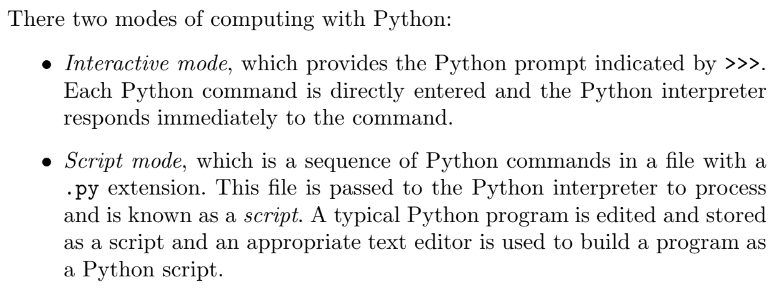 There two modes of computing with Python:
• Interactive mode, which provides the Python prompt indicated by >>>.
Each Python command is directly entered and the Python interpreter
responds immediately to the command.
• Script mode, which is a sequence of Python commands in a file with a
.py extension. This file is passed to the Python interpreter to process
and is known as a script. A typical Python program is edited and stored
as a script and an appropriate text editor is used to build a program as
a Python script.